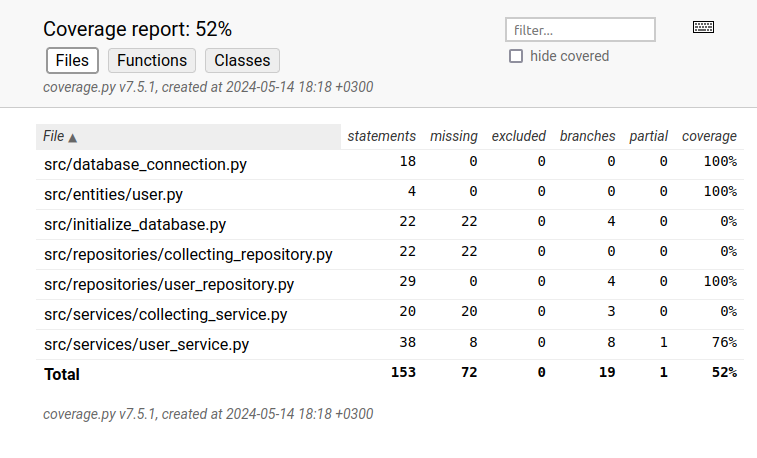 Coverage report: 52%
filter...
hide covered
Files Functions Classes
coverage.py v7.5.1, created at 2024-05-14 18:18 +0300
File ▲ statements missing excluded branches partial coverage
src/database_connection.py 18 0 0 0 0 100%
src/entities/user.py 4 0 0 0 0 100%
src/initialize_database.py 22 22 0 4 0 0%
src/repositories/collecting_repository.py 22 22 0 0 0 0%
src/repositories/user_repository.py 29 0 0 4 0 100%
src/services/collecting_service.py 20 20 0 3 0 0%
src/services/user_service.py 38 8 0 8 1 76%
Total 153 72 0 19 1 52%
coverage.py v7.5.1, created at 2024-05-14 18:18 +0300